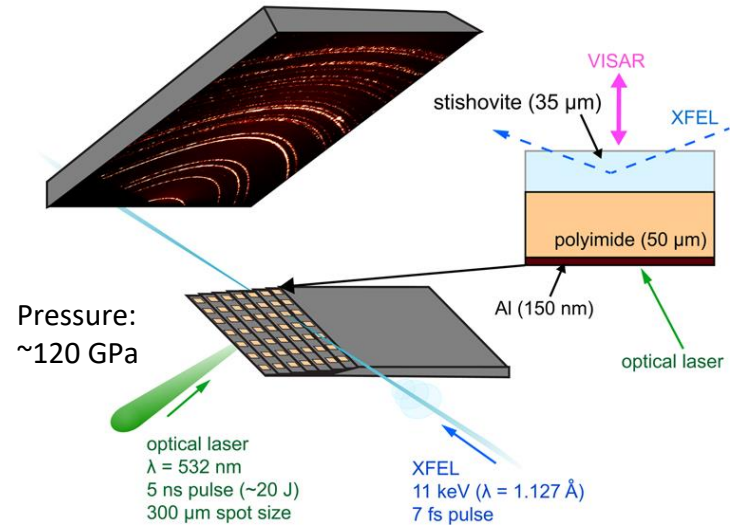 VISAR
stishovite (35 μm)
XFEL
polyimide (50 μm)
Al (150 nm)
optical laser
Pressure:
~120 GPa
optical laser
λ = 532 nm
5 ns pulse (~20 J)
300 μm spot size
XFEL
11 keV (λ = 1.127 Å)
7 fs pulse